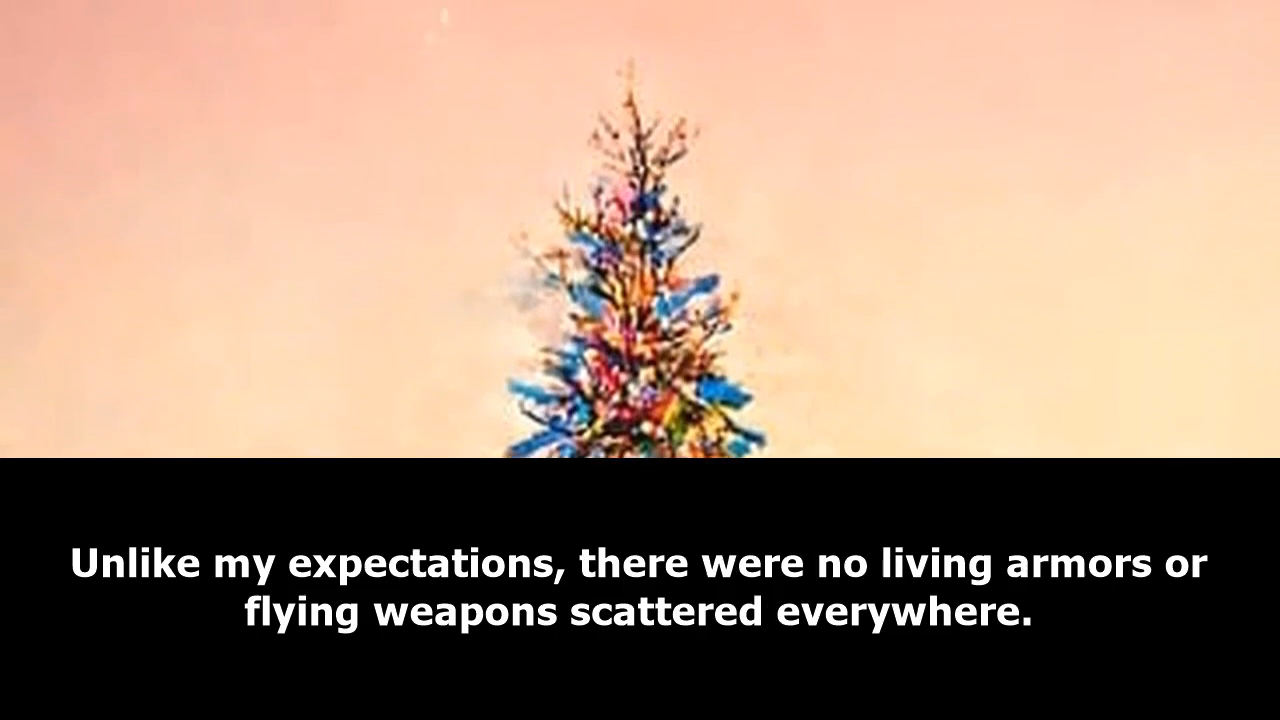 Unlike my expectations, there were no living armors or
flying weapons scattered everywhere.